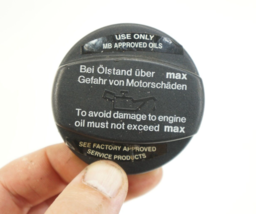 USE ONLY
MB APPROVED OILS
Bei Ölstand über max
Gefahr von Motorschäden
To avoid damage to engine
oil must not exceed max
SEE FACTORY APPROVED
SERVICE PRODUCTS